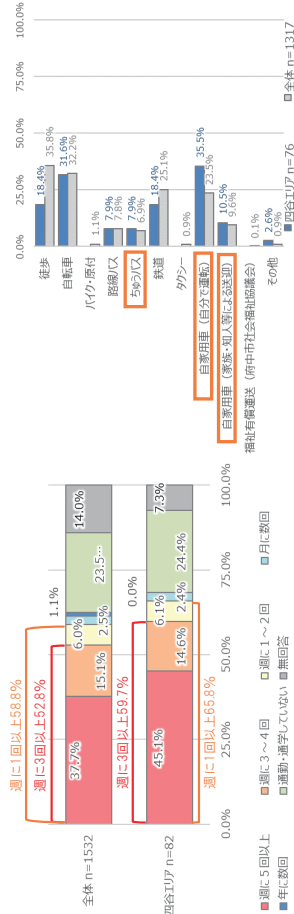 週に1回以上58.8%
週に3回以上52.8%
全体 n=1532
37.7%
15.1%
6.0%
2.5%
1.1%
23.5…
14.0%
週に3回以上59.7%
四谷エリア n=82
45.1%
14.6%
6.1%
2.4%
0.0%
24.4%
7.3%
週に1回以上65.8%
0.0%
25.0%
50.0%
75.0%
100.0%
週に5回以上
週に3～4回
週に1～2回
月に数回
年に数回
通勤・通学していない
無回答
100.0%
75.0%
50.0%
25.0%
0.0%
18.4%
35.8%
31.6%
32.2%
1.1%
7.9%
7.8%
7.9%
6.9%
18.4%
25.1%
0.9%
35.5%
23.5%
10.5%
9.6%
0.1%
2.6%
0.9%
徒歩
自転車
バイク・原付
路線バス
ちゅうバス
鉄道
タクシー
自家用車（自分で運転）
自家用車（家族・知人等による送迎）
福祉有償運送（府中市社会福祉協議会）
その他
四谷エリア n=76
全体 n=1317